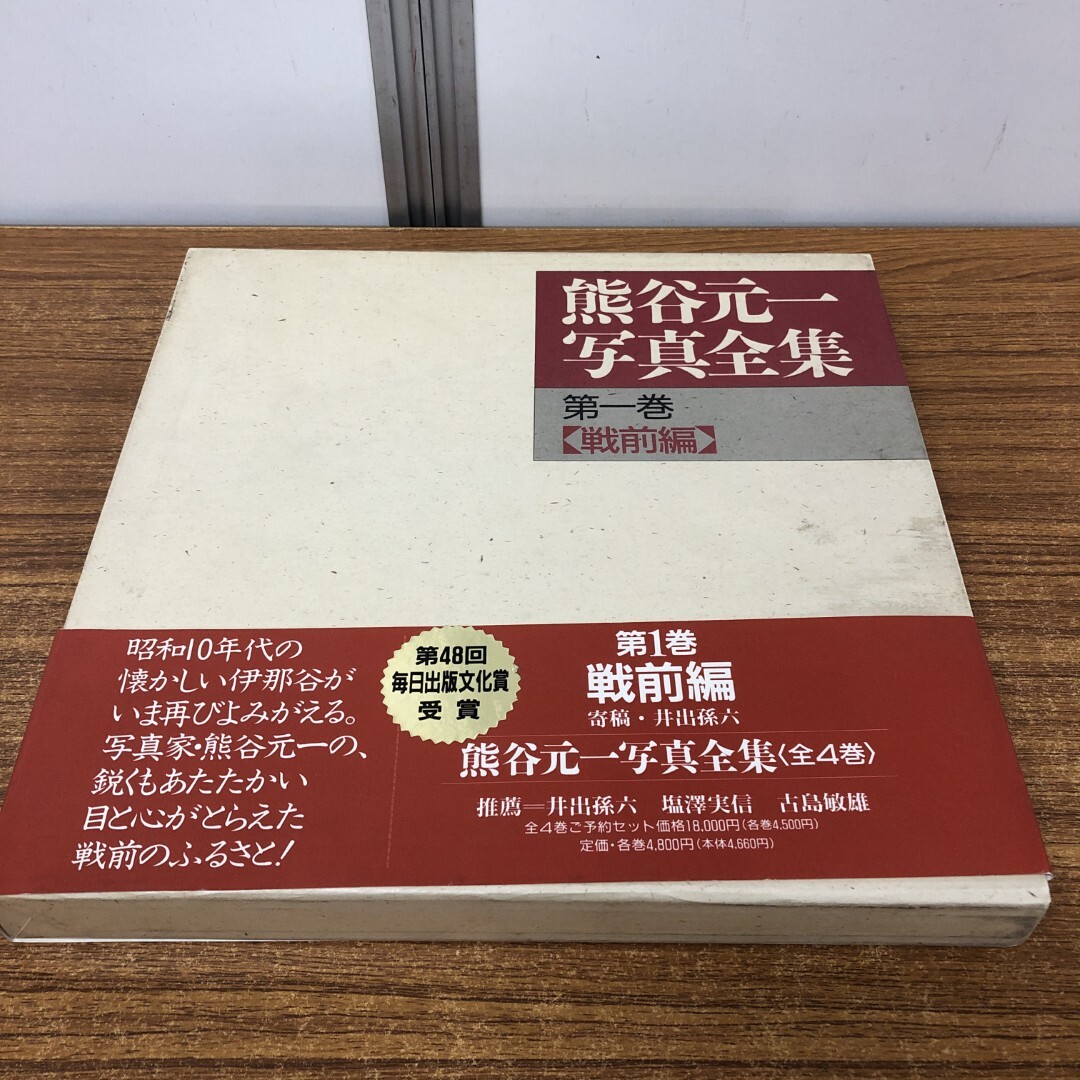 熊谷元一
写真全集
第一巻
【戦前編】
昭和10年代の
懐かしい伊那谷が
いま再びよみがえる。
写真家・熊谷元一の、
鋭くもあたたかい
目と心がとらえた
戦前のふるさと!
第48回
毎日出版文化賞
受賞
第1巻
戦前編
寄稿・井出孫六
熊谷元一写真全集〈全4巻〉
推薦＝井出孫六 塩澤実信 古島敏雄
全4巻ご予約セット価格18,000円(各巻4,500円)
定価・各巻4,800円(本体4,660円)